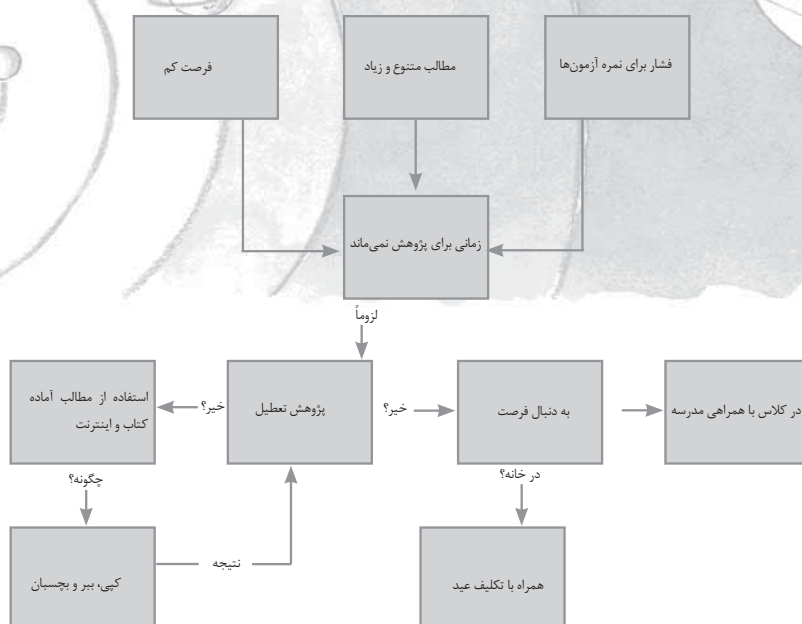 فشار برای نمره آزمون‌ها
مطالب متنوع و زیاد
فرصت کم
زمانی برای پژوهش نمی‌ماند
لزوماً
در کلاس با همراهی مدرسه
به دنبال فرصت
خیر؟
پژوهش تعطیل
خیر؟
استفاده از مطالب آماده
کتاب و اینترنت
در خانه؟
چگونه؟
همراه با تکلیف عید
نتیجه
کپی، ببر و بچسبان